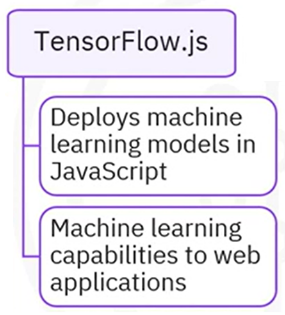 TensorFlow.js
Deploys machine
learning models in
JavaScript
Machine learning
capabilities to web
applications